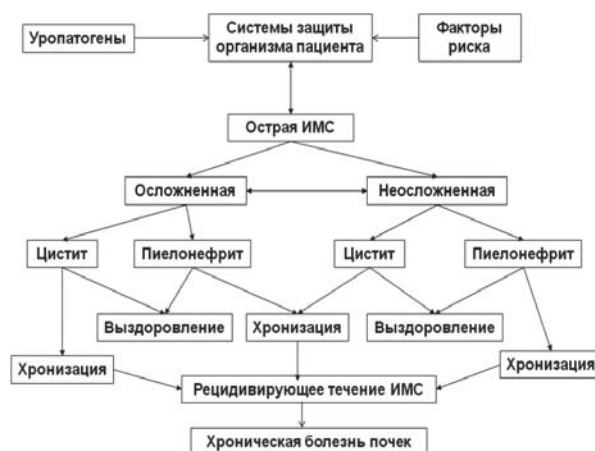 Уропатогены
Системы защиты
организма пациента
Факторы
риска
Острая ИМС
Осложненная
Неосложненная
Цистит
Пиелонефрит
Цистит
Пиелонефрит
Выздоровление
Хронизация
Выздоровление
Хронизация
Рецидивирующее течение ИМС
Хронизация
Хроническая болезнь почек